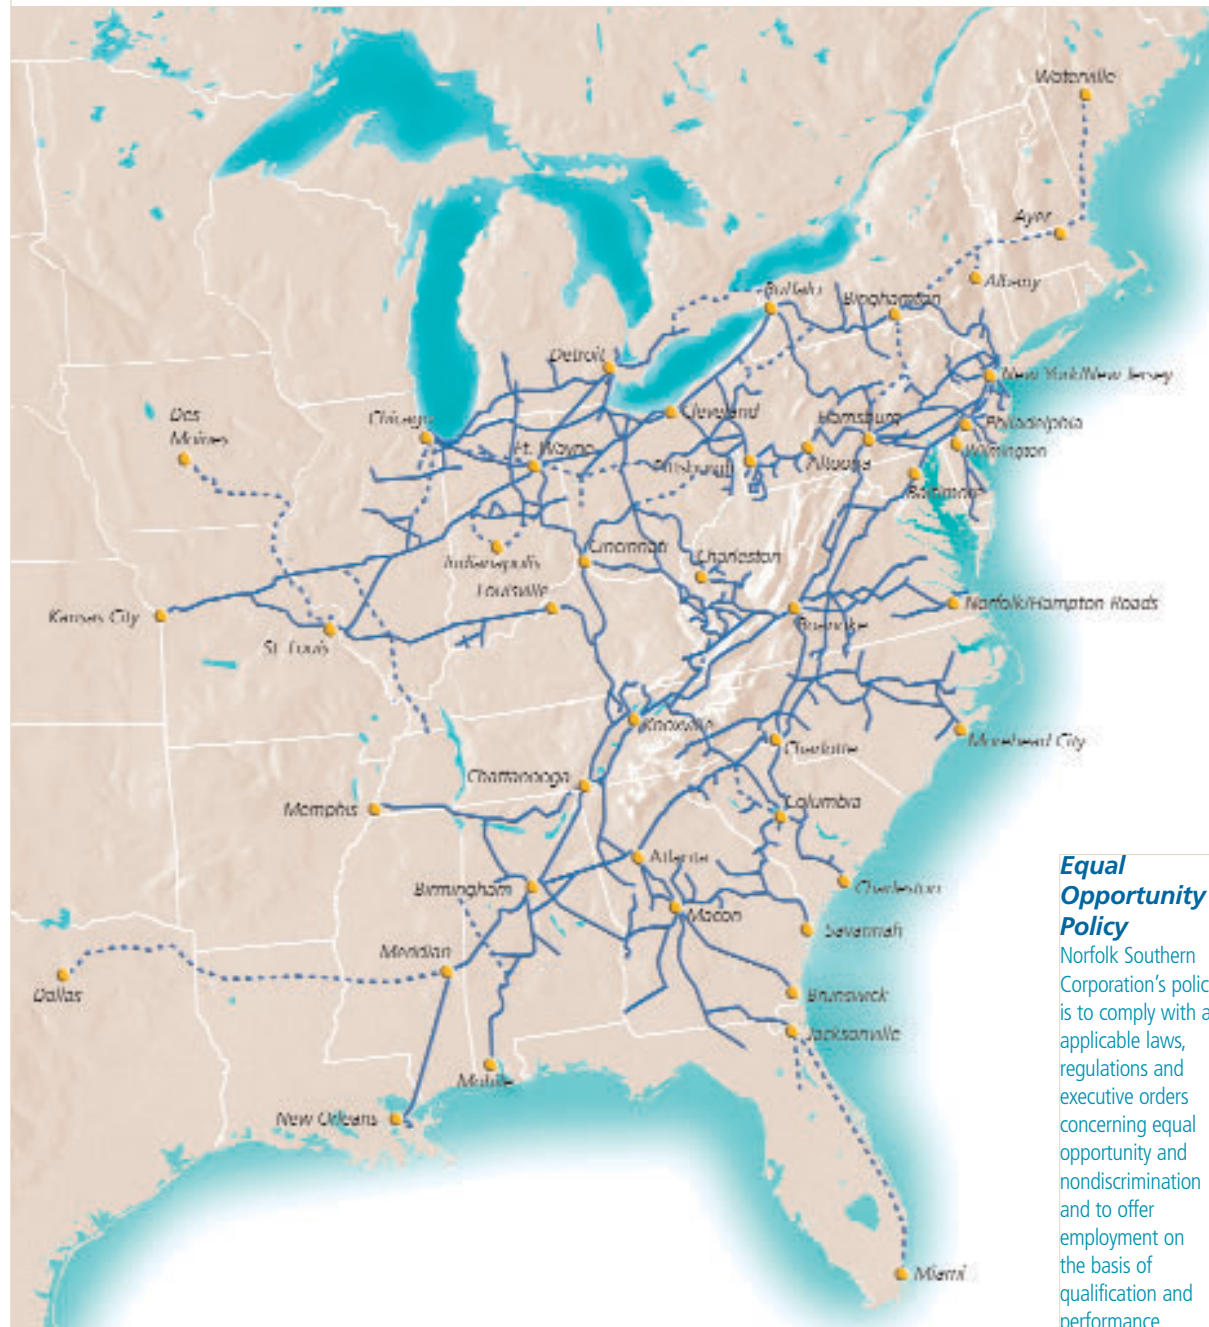 Waterville
Ayer
Albany
Buffalo
Binghamton
Detroit
New York/New Jersey
Des
Moines
Chicago
Cleveland
Harrisburg
Philadelphia
Ft. Wayne
Pittsburgh
Altoona
Wilmington
Baltimore
Indianapolis
Cincinnati
Charleston
Louisville
Kansas City
St. Louis
Roanoke
Norfolk/Hampton Roads
Knoxville
Charlotte
Morehead City
Chattanooga
Memphis
Columbia
Atlanta
Birmingham
Charleston
Macon
Savannah
Meridian
Dallas
Brunswick
Jacksonville
Mobile
New Orleans
Miami
Equal
Opportunity
Policy
Norfolk Southern
Corporation's polic
is to comply with a
applicable laws,
regulations and
executive orders
concerning equal
opportunity and
nondiscrimination
and to offer
employment on
the basis of
qualification and
performance